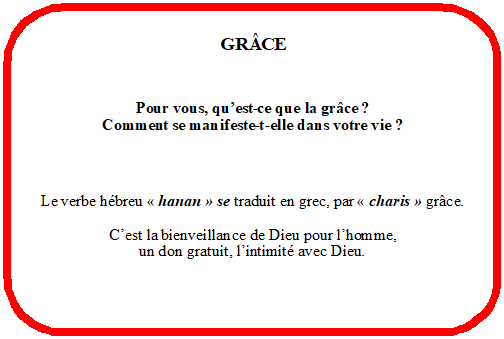 GRÂCE
Pour vous, qu’est-ce que la grâce ?
Comment se manifeste-t-elle dans votre vie ?
Le verbe hébreu « hanan » se traduit en grec, par « charis » grâce.
C’est la bienveillance de Dieu pour l’homme,
un don gratuit, l’intimité avec Dieu.